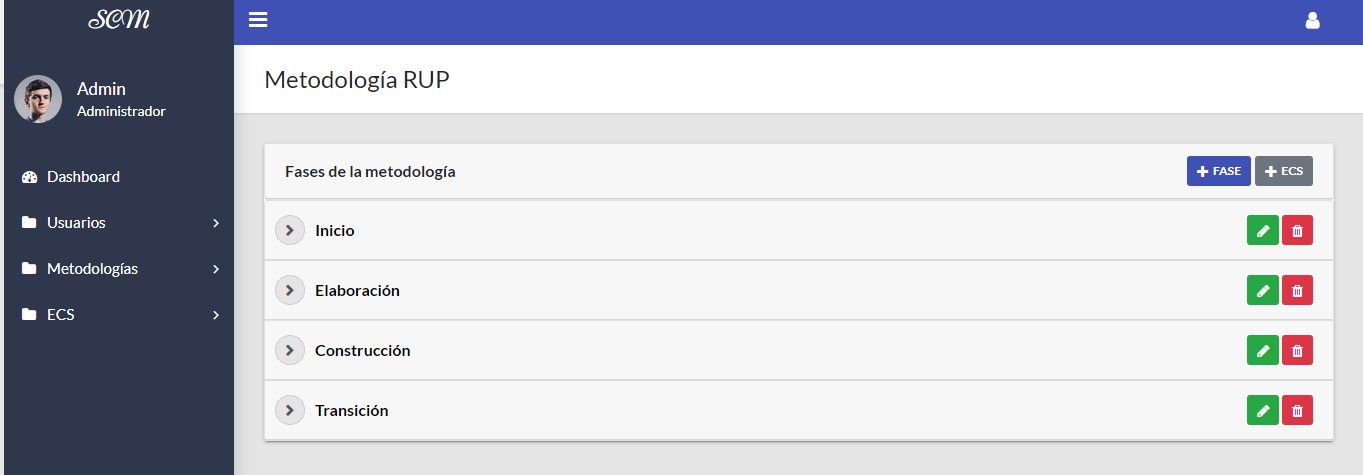 SCM
Admin
Administrador
Dashboard
Usuarios
Metodologías
ECS
Metodología RUP
Fases de la metodología
FASE
ECS
Inicio
Elaboración
Construcción
Transición